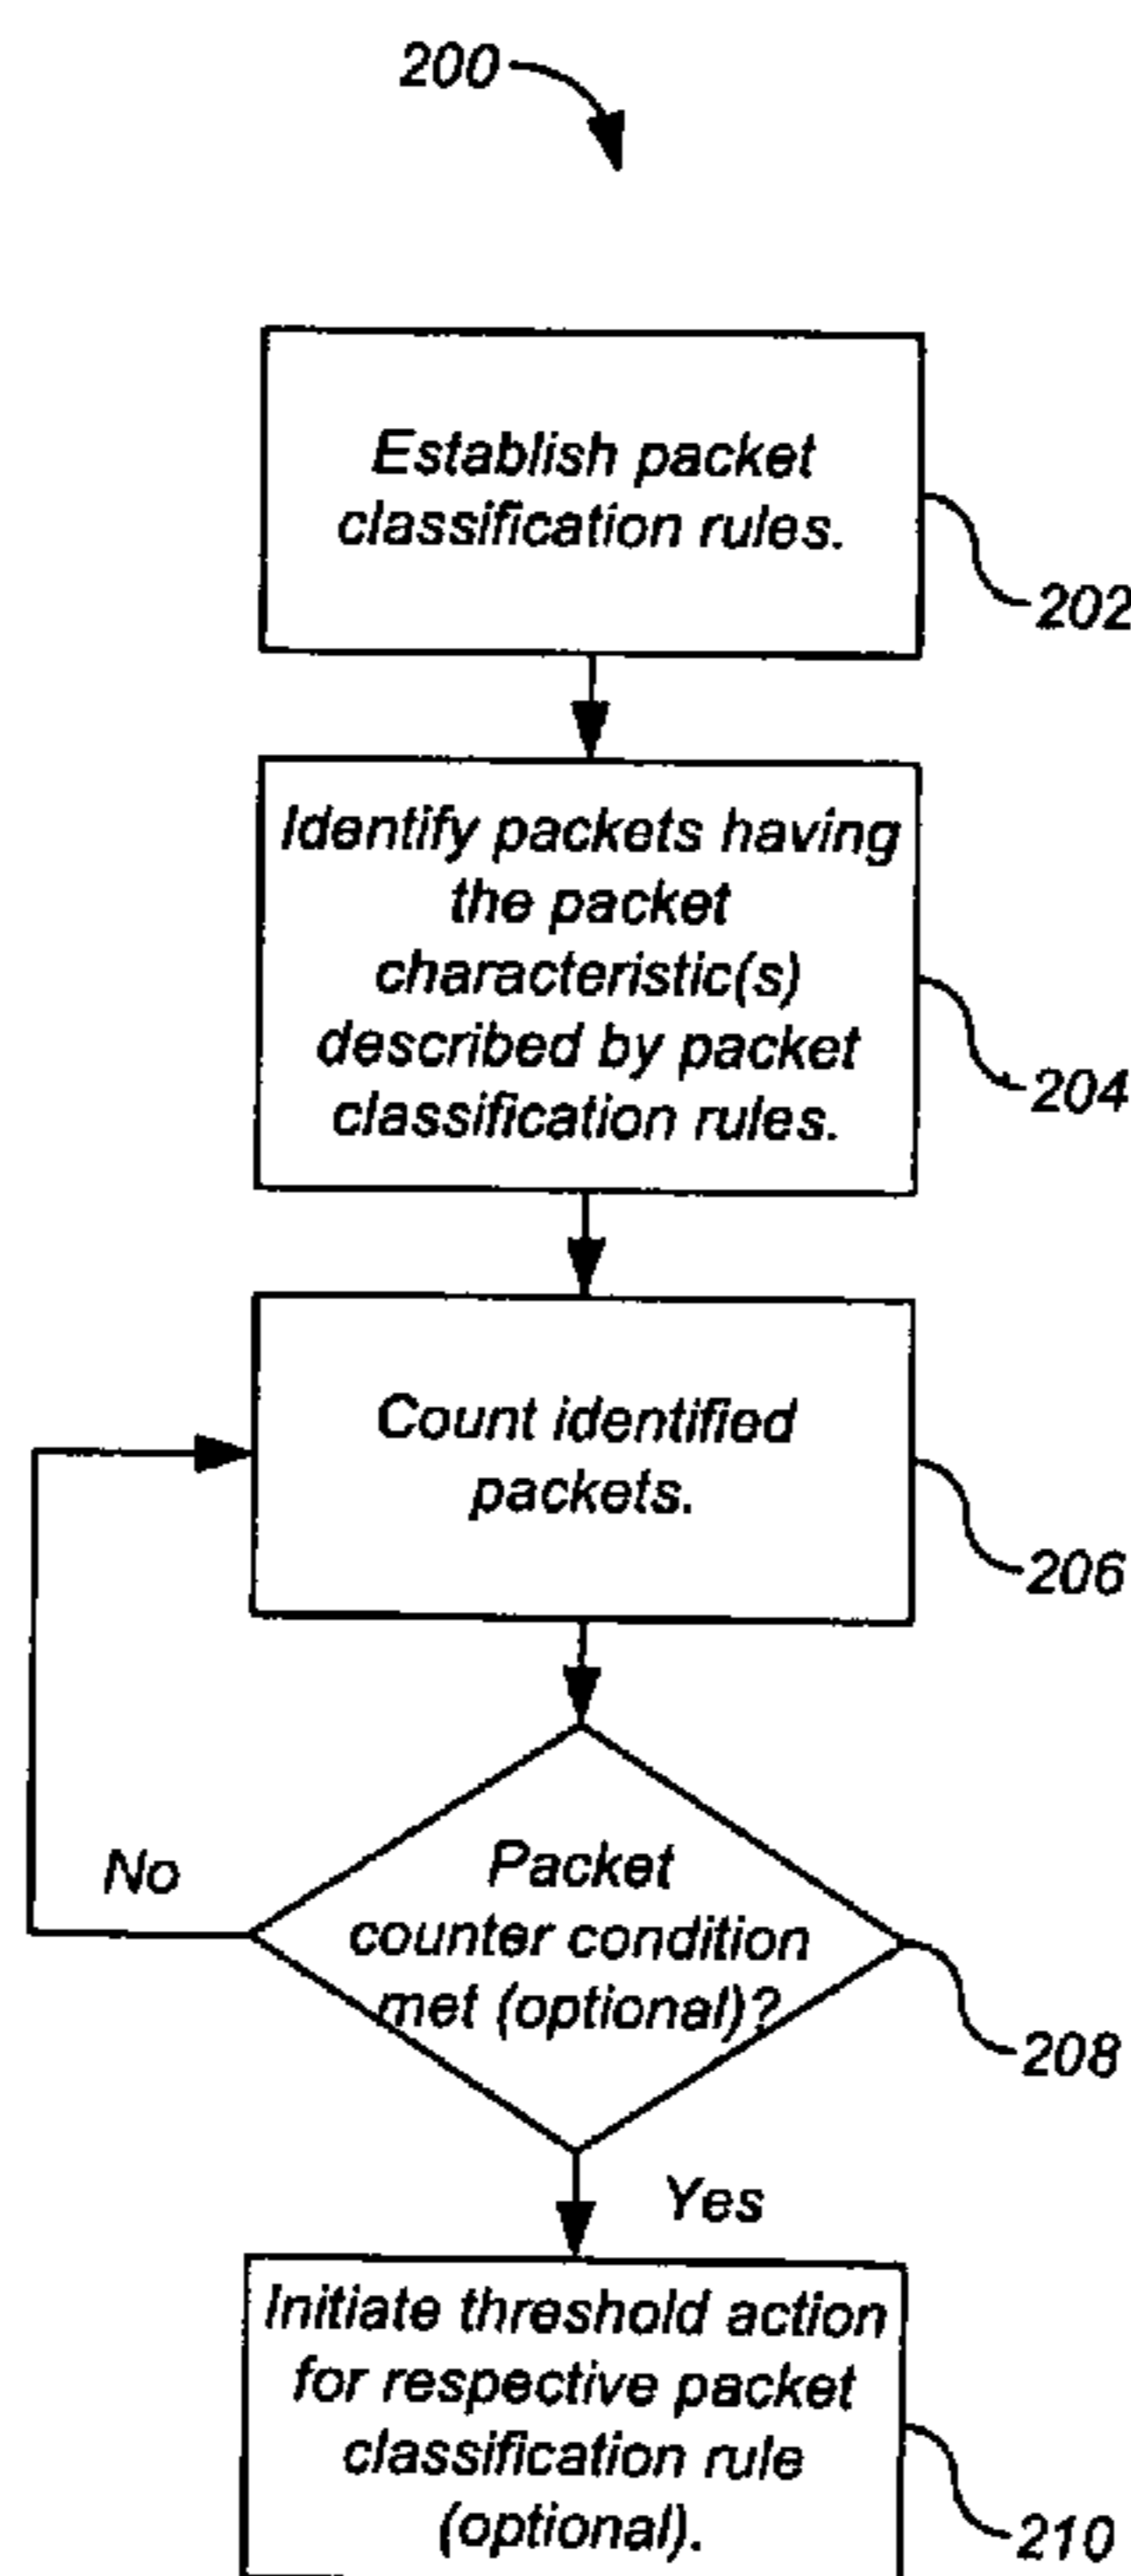 200
Establish packet
classification rules.
202
Identify packets having
the packet
characteristic(s)
described by packet
classification rules.
204
Count identified
packets.
206
No
Packet
counter condition
met (optional)?
208
Yes
Initiate threshold action
for respective packet
classification rule
(optional).
210